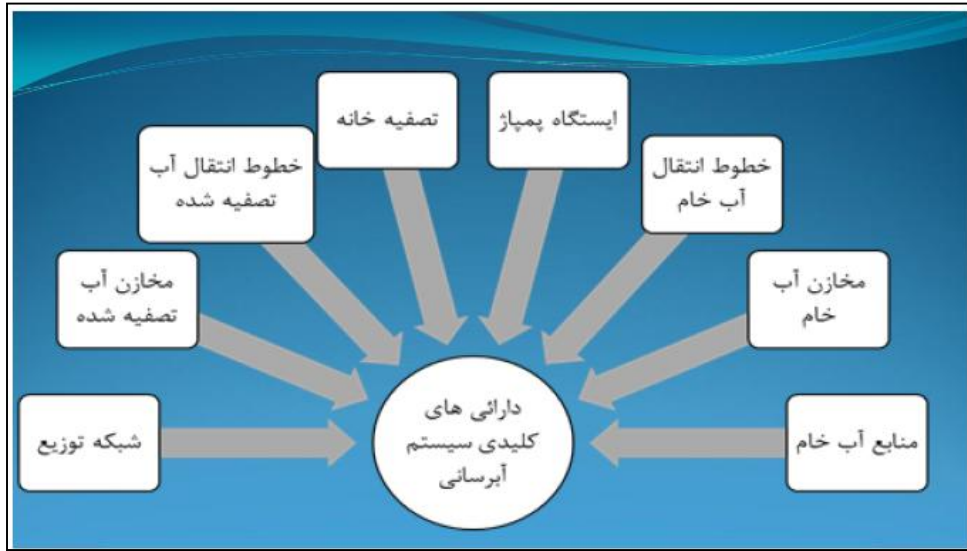 ایستگاه پمپاژ
تصفیه خانه
خطوط انتقال
آب خام
خطوط انتقال آب
تصفیه شده
مخازن آب
خام
مخازن آب
تصفیه شده
منابع آب خام
دارائی های
کلیدی سیستم
آبرسانی
شبکه توزیع